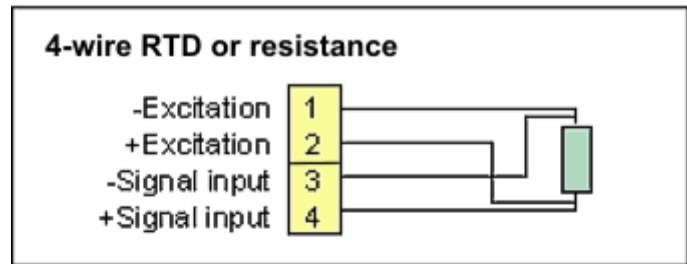 4-wire RTD or resistance
-Excitation 1
+Excitation 2
-Signal input 3
+Signal input 4